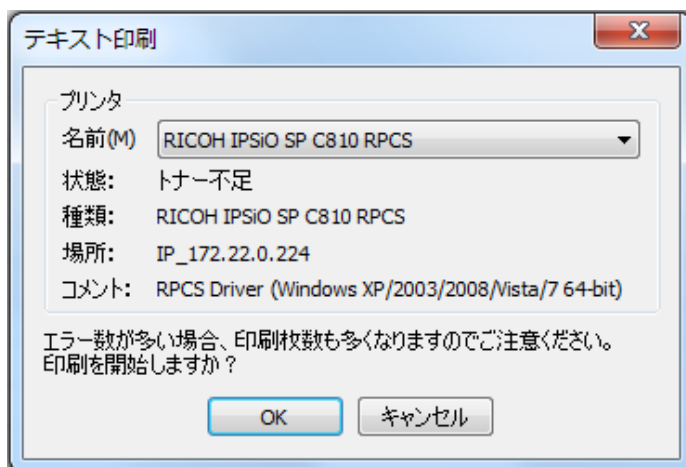 テキスト印刷
プリンタ
名前(M) RICOH IPSiO SP C810 RPCS
状態: トナー不足
種類: RICOH IPSiO SP C810 RPCS
場所: IP_172.22.0.224
コメント: RPCS Driver (Windows XP/2003/2008/Vista/7 64-bit)
エラー数が多い場合、印刷枚数も多くなりますのでご注意ください。
印刷を開始しますか？
OK キャンセル